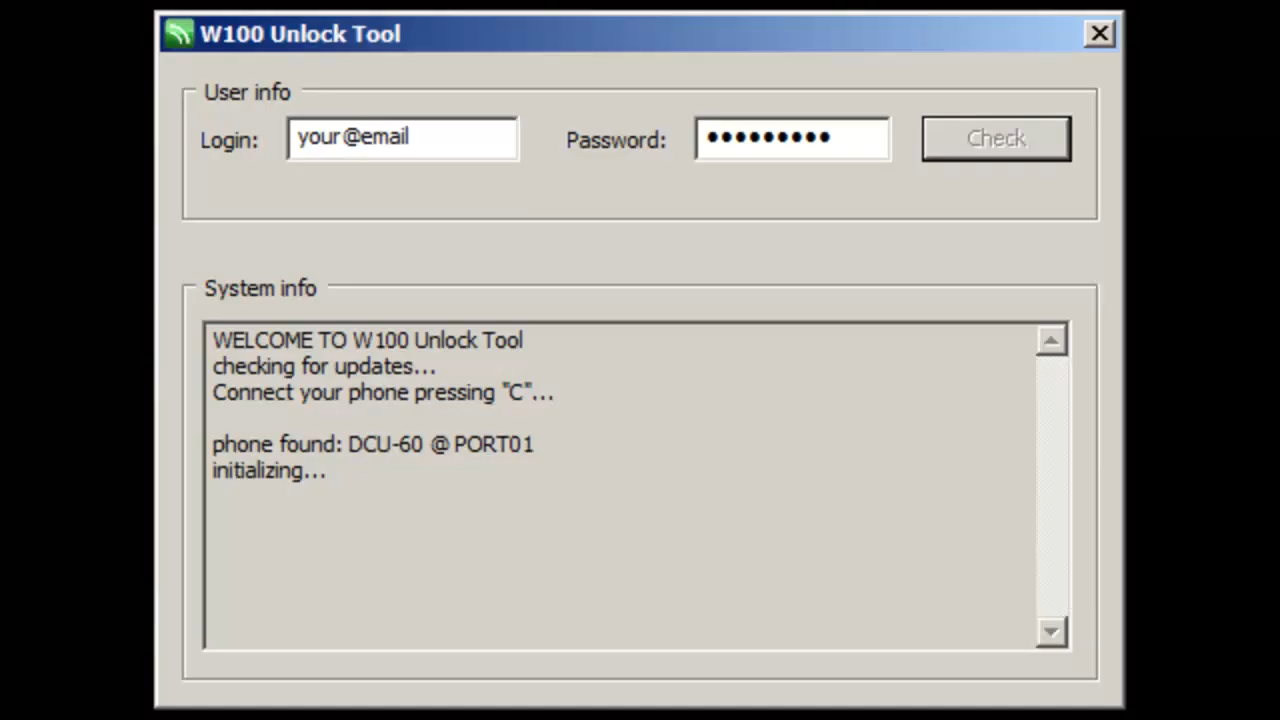 W100 Unlock Tool
User info
Login: your@email Password: ●●●●●●●●● Check
System info
WELCOME TO W100 Unlock Tool
checking for updates...
Connect your phone pressing "C"...
phone found: DCU-60 @ PORT01
initializing...